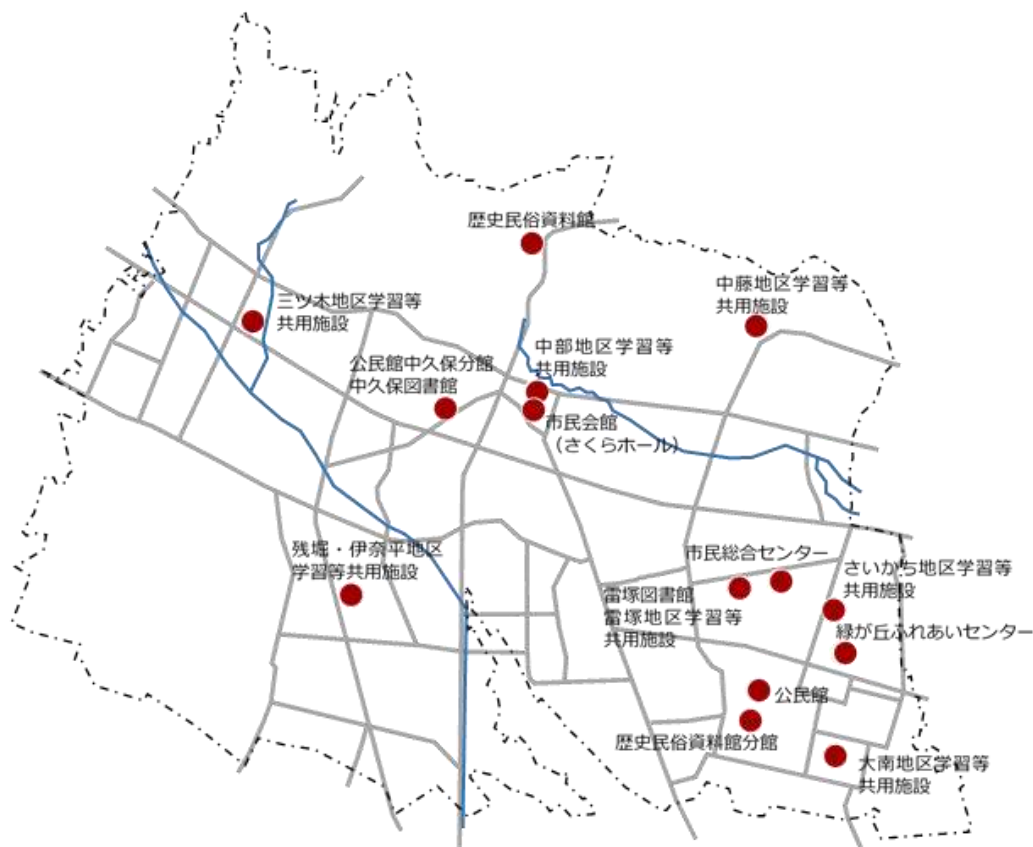 歴史民俗資料館
中藤地区学習等
共用施設
三ツ木地区学習等
共用施設
中部地区学習等
共用施設
公民館中久保分館
中久保図書館
市民会館
（さくらホール）
残堀・伊奈平地区
学習等共用施設
市民総合センター
さいかち地区学習等
共用施設
雷塚図書館
雷塚地区学習等
共用施設
緑が丘ふれあいセンター
公民館
歴史民俗資料館分館
大南地区学習等
共用施設